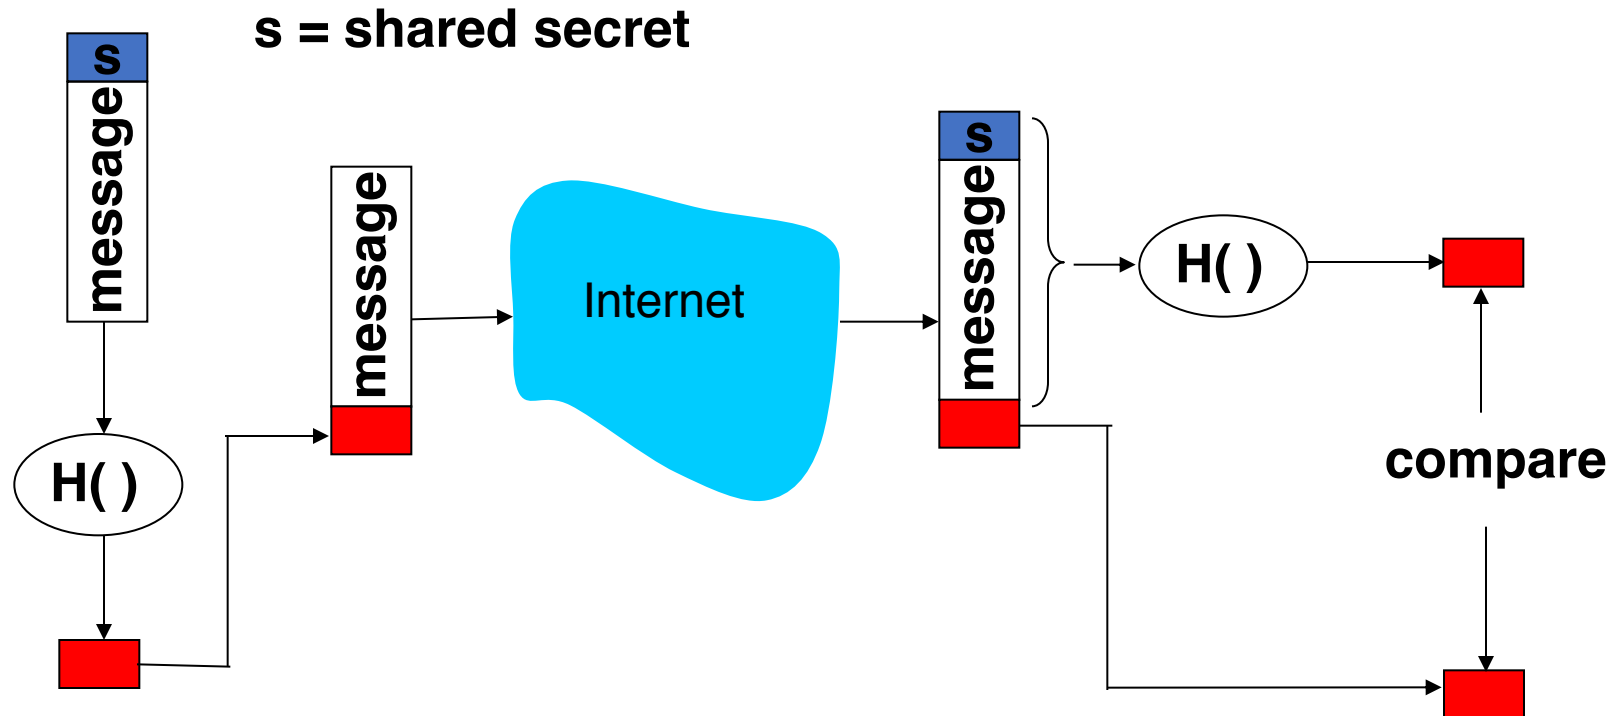 s = shared secret
s
message
H( )
message
Internet
s
message
H( )
compare